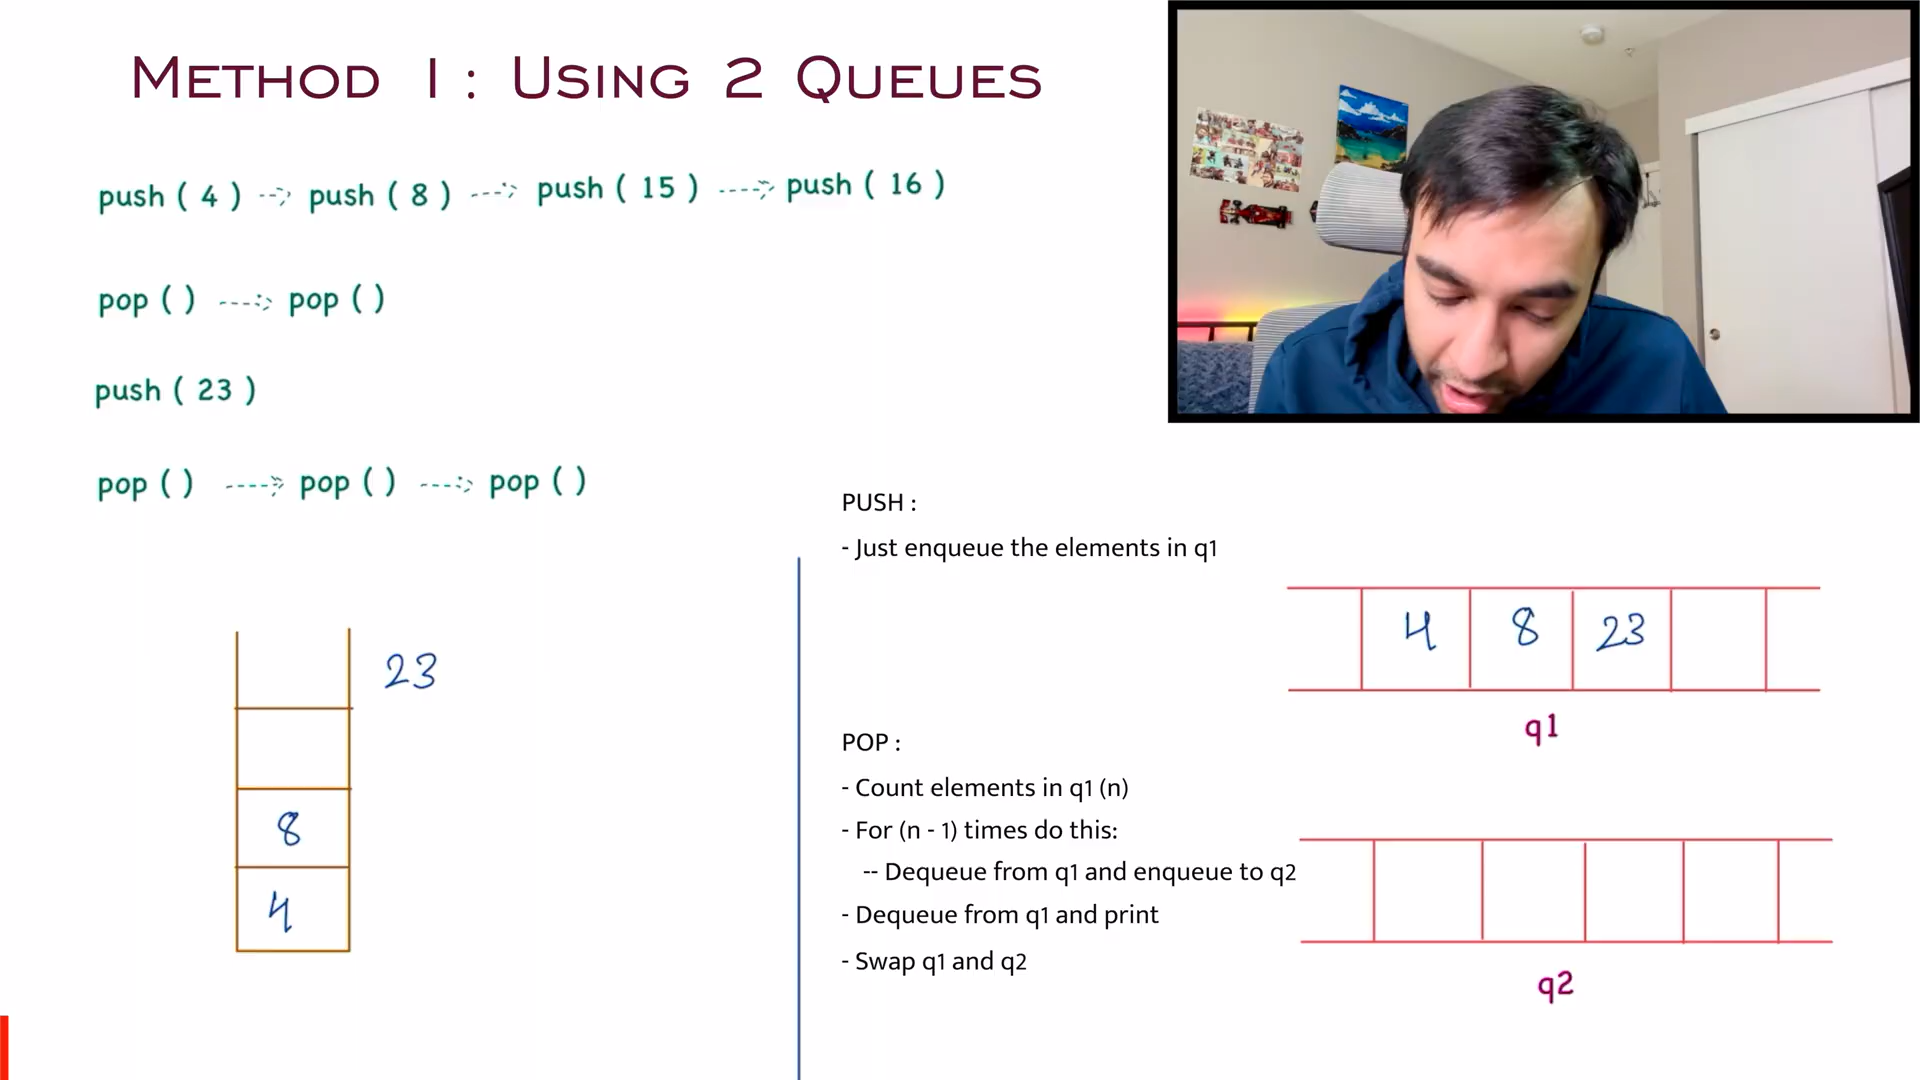 METHOD 1 : USING 2 QUEUES
push ( 4 ) ---> push ( 8 ) ---> push ( 15 ) ----> push ( 16 )
pop ( ) ----> pop ( )
push ( 23 )
pop ( ) ----> pop ( ) ----> pop ( )
23
8
4
PUSH :
- Just enqueue the elements in q1
POP :
- Count elements in q1 (n)
- For (n - 1) times do this:
-- Dequeue from q1 and enqueue to q2
- Dequeue from q1 and print
- Swap q1 and q2
4 8 23
q1
q2